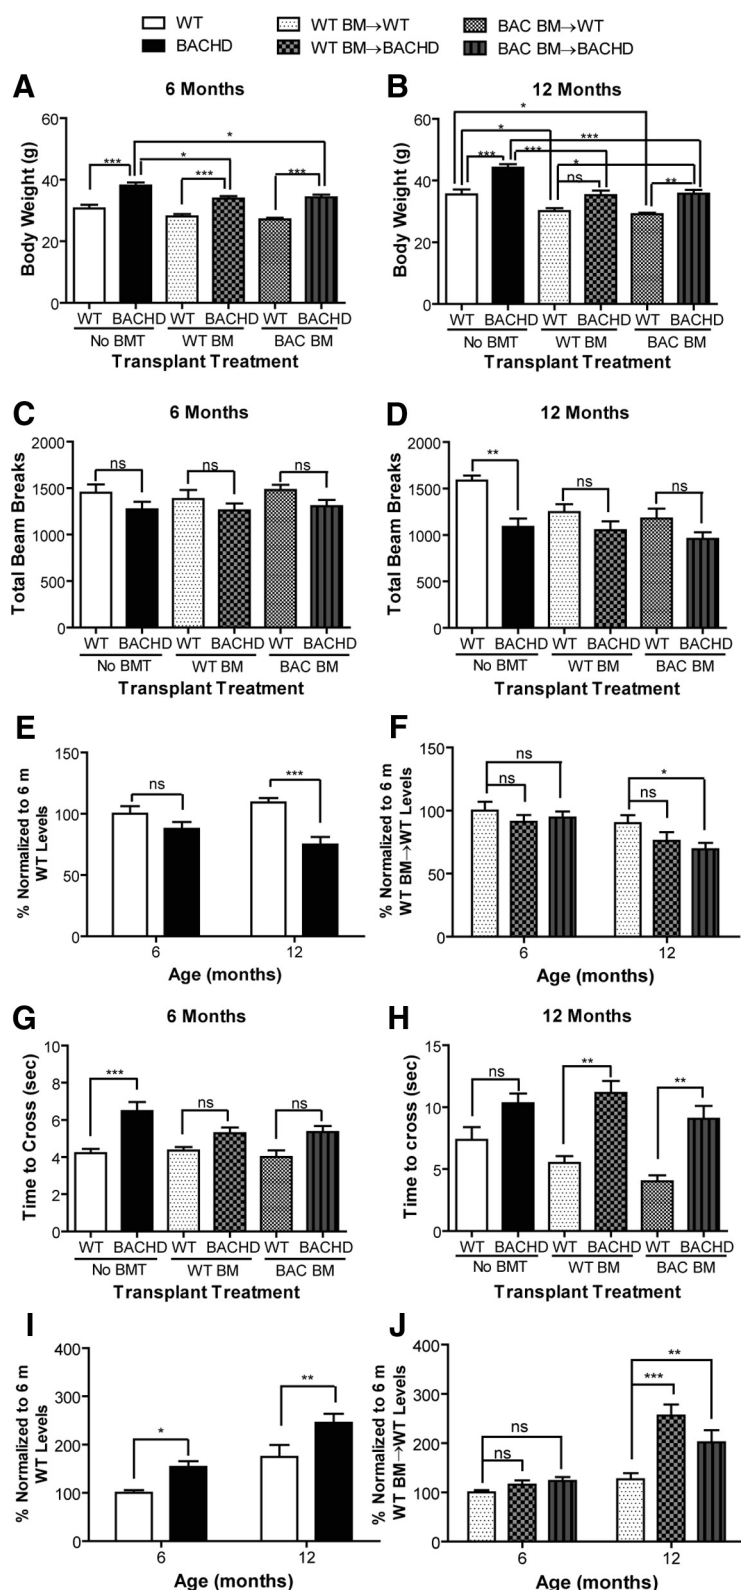 WT WT BM→WT BAC BM→WT
BACHD WT BM→BACHD BAC BM→BACHD
A 6 Months
Body Weight (g)
60
40
20
0
*
*
*** *** ***
WT BACHD WT BACHD WT BACHD
No BMT WT BM BAC BM
Transplant Treatment
B 12 Months
Body Weight (g)
60
40
20
0
*
* ***
*** *** *
ns **
WT BACHD WT BACHD WT BACHD
No BMT WT BM BAC BM
Transplant Treatment
C 6 Months
Total Beam Breaks
2000
1500
1000
500
0
ns ns ns
WT BACHD WT BACHD WT BACHD
No BMT WT BM BAC BM
Transplant Treatment
D 12 Months
Total Beam Breaks
2000
1500
1000
500
0
** ns ns
WT BACHD WT BACHD WT BACHD
No BMT WT BM BAC BM
Transplant Treatment
E
% Normalized to 6 m
WT Levels
150
100
50
0
ns ***
6 12
Age (months)
F
% Normalized to 6 m
WT BM→WT Levels
150
100
50
0
ns *
ns ns
6 12
Age (months)
G 6 Months
Time to Cross (sec)
10
8
6
4
2
0
*** ns ns
WT BACHD WT BACHD WT BACHD
No BMT WT BM BAC BM
Transplant Treatment
H 12 Months
Time to cross (sec)
15
10
5
0
ns ** **
WT BACHD WT BACHD WT BACHD
No BMT WT BM BAC BM
Transplant Treatment
I
% Normalized to 6 m
WT Levels
400
300
200
100
0
* **
6 12
Age (months)
J
% Normalized to 6 m
WT BM→WT Levels
400
300
200
100
0
ns **
ns ***
6 12
Age (months)